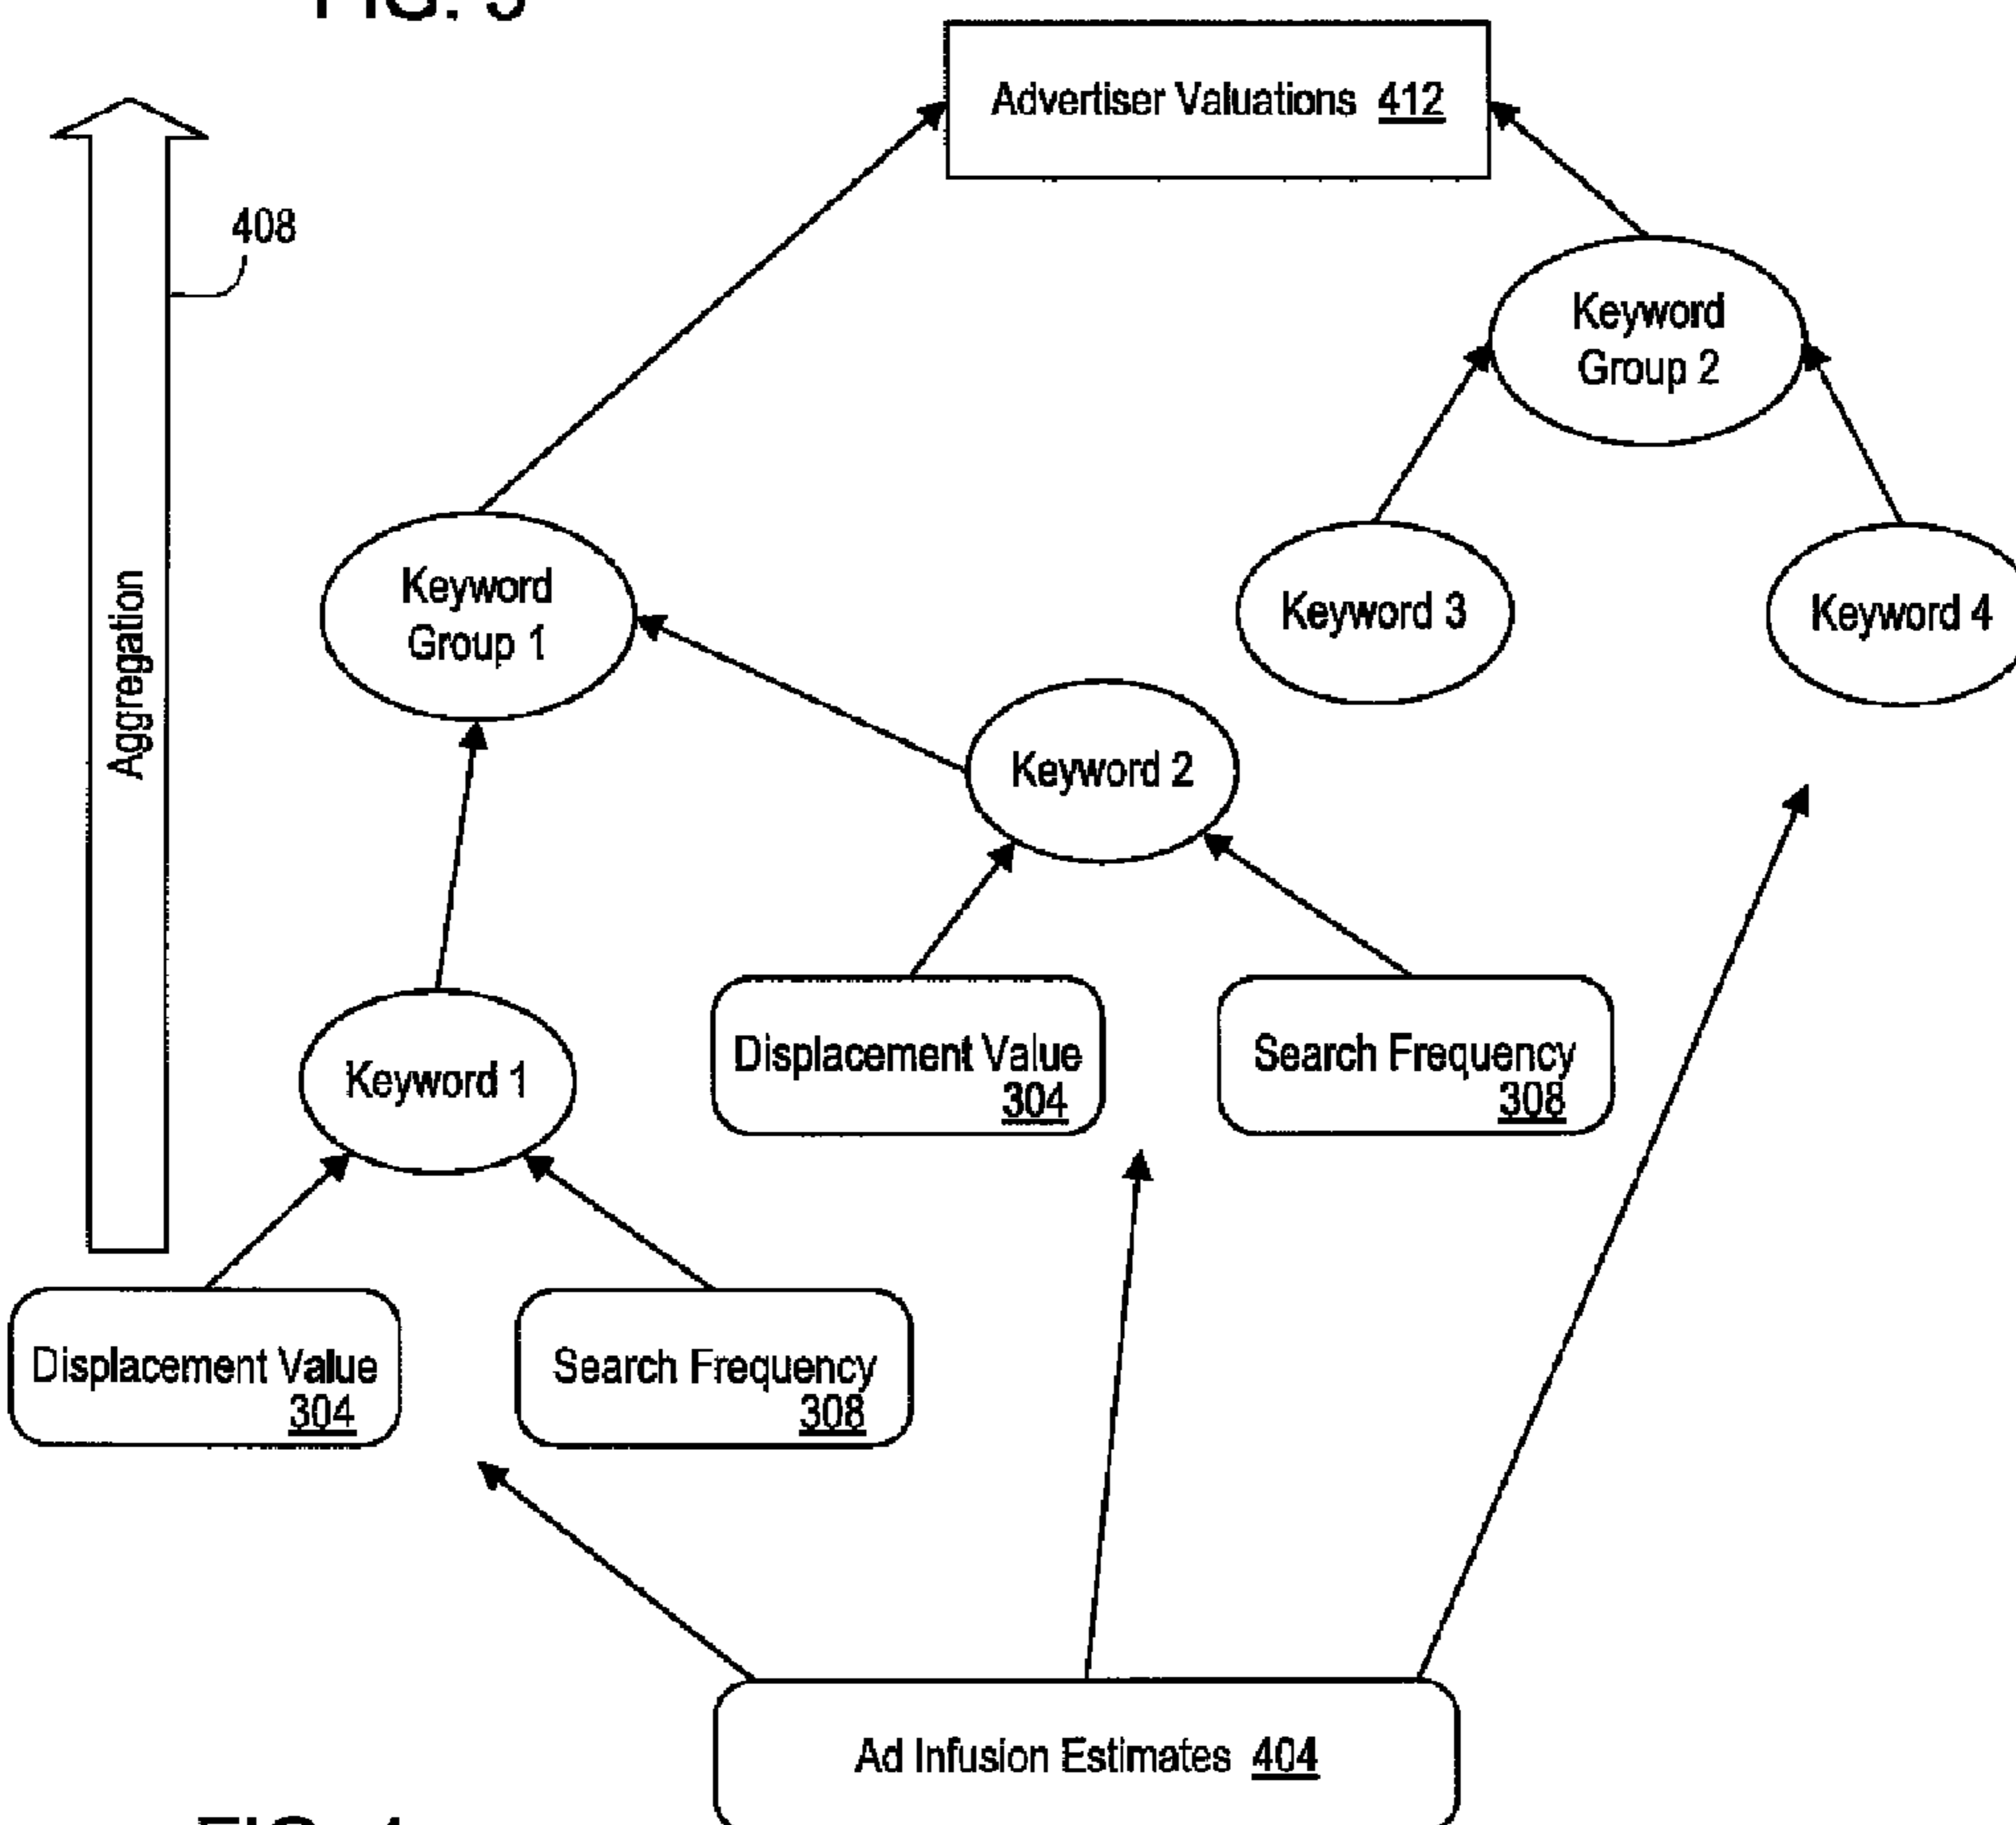 Advertiser Valuations 412
408
Keyword
Group 2
Aggregation
Keyword
Group 1
Keyword 3
Keyword 4
Keyword 2
Keyword 1
Displacement Value
304
Search Frequency
308
Displacement Value
304
Search Frequency
308
Ad Infusion Estimates 404